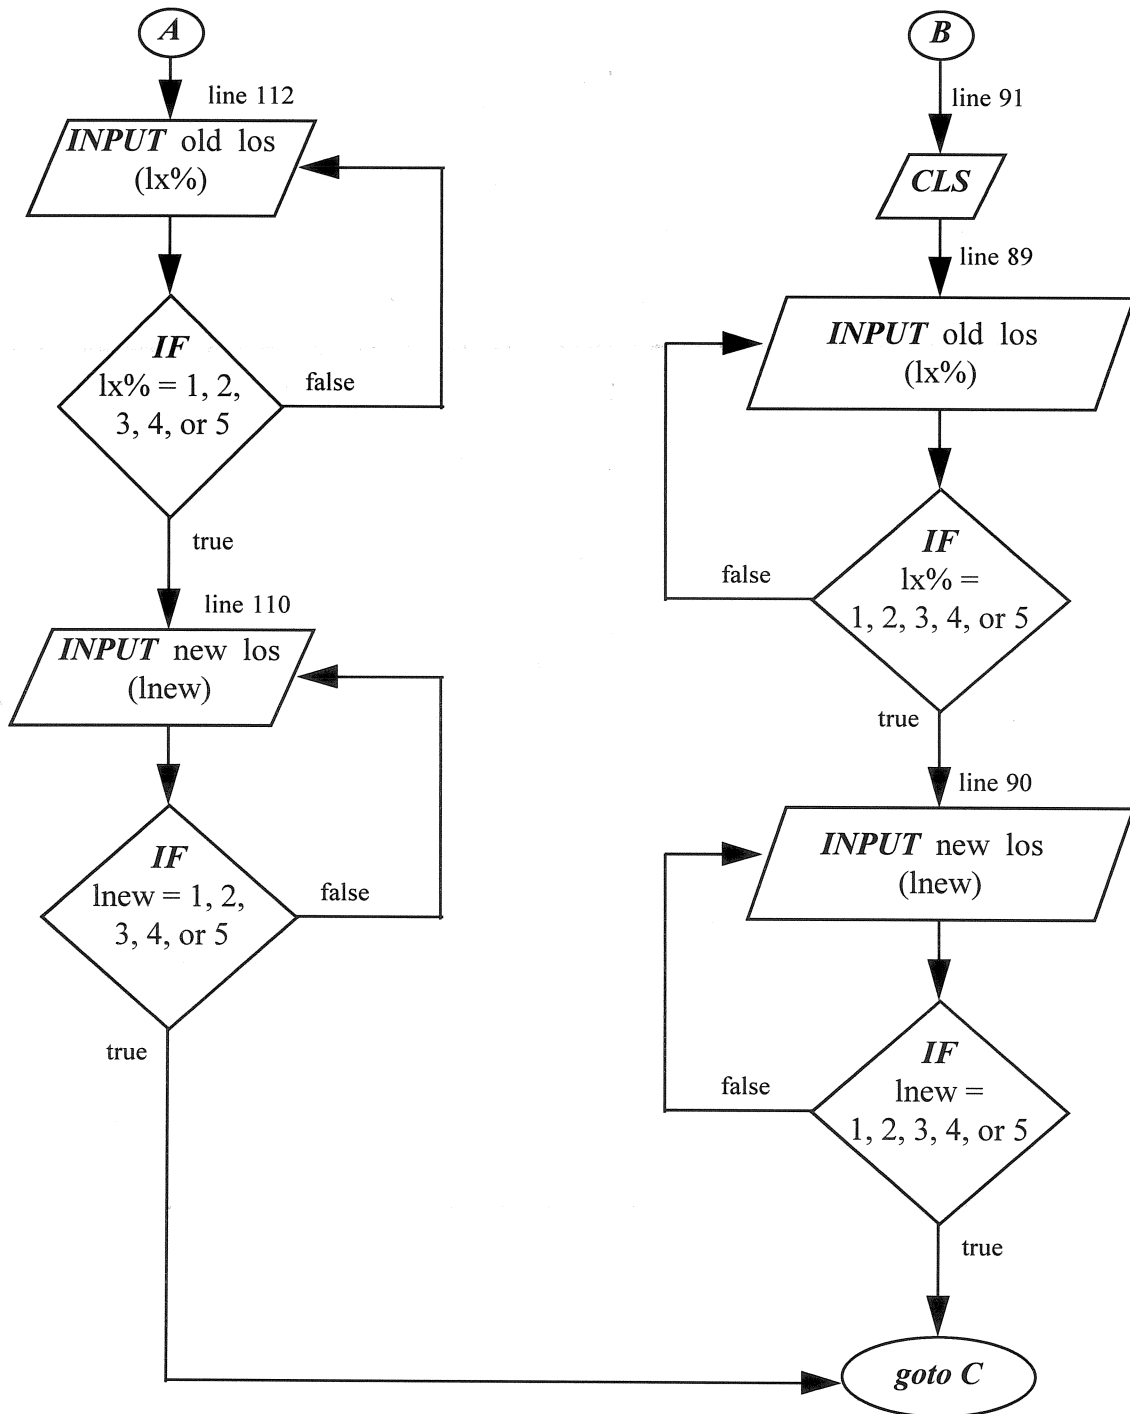 A
line 112
INPUT old los
(lx%)
IF
lx% = 1, 2,
3, 4, or 5
false
true
line 110
INPUT new los
(lnew)
IF
lnew = 1, 2,
3, 4, or 5
false
true
B
line 91
CLS
line 89
INPUT old los
(lx%)
IF
lx% =
1, 2, 3, 4, or 5
false
true
line 90
INPUT new los
(lnew)
IF
lnew =
1, 2, 3, 4, or 5
false
true
goto C